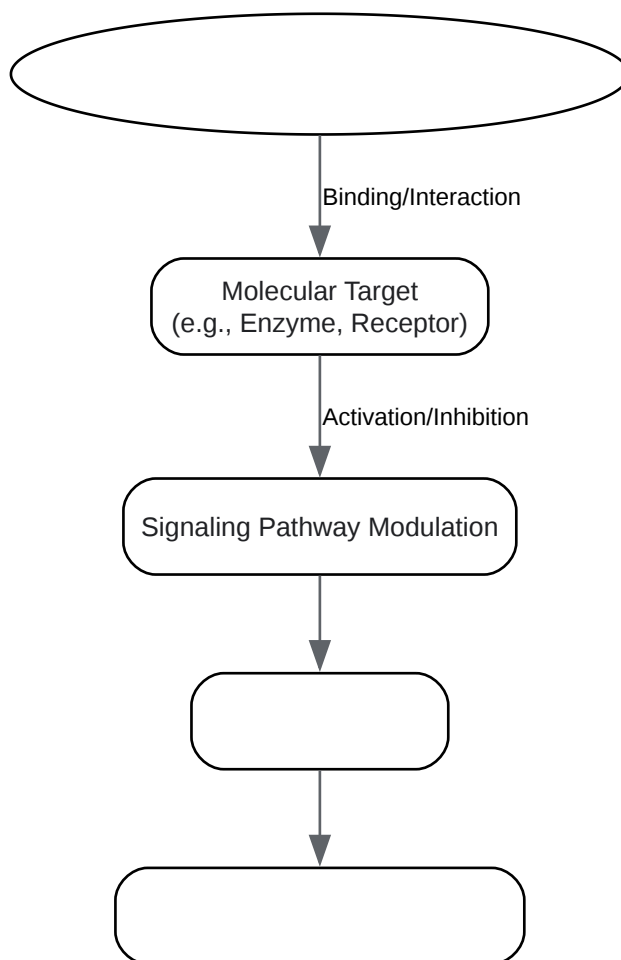 Binding/Interaction
Molecular Target
(e.g., Enzyme, Receptor)
Activation/Inhibition
Signaling Pathway Modulation